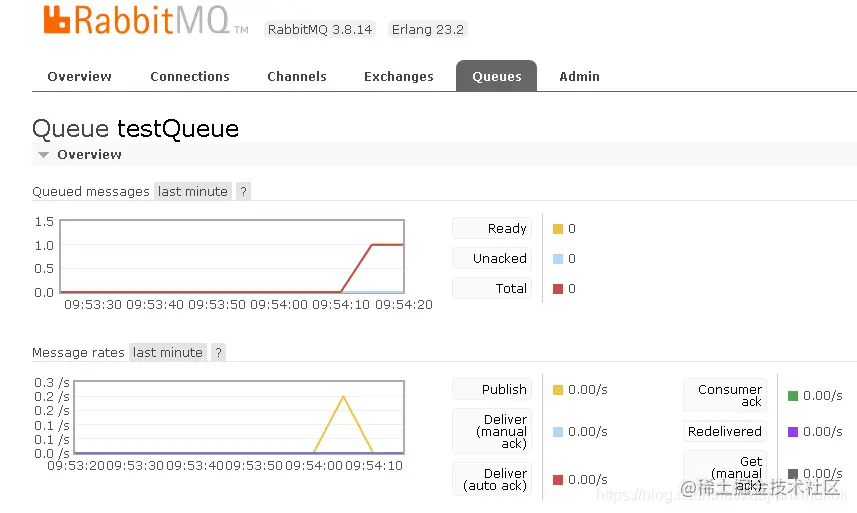 RabbitMQ TM RabbitMQ 3.8.14 Erlang 23.2
Overview Connections Channels Exchanges Queues Admin
Queue testQueue
Overview
Queued messages last minute ?
1.5
1.0
0.5
0.0
09:53:30 09:53:40 09:53:50 09:54:00 09:54:10 09:54:20
Ready 0
Unacked 0
Total 0
Message rates last minute ?
0.3 /s
0.2 /s
0.2 /s
0.1 /s
0.1 /s
0.0 /s
09:53:20 09:53:30 09:53:40 09:53:50 09:54:00 09:54:10
Publish 0.00/s
Deliver
(manual
ack) 0.00/s
Deliver
(auto ack) 0.00/s
Consumer
ack 0.00/s
Redelivered 0.00/s
Get
(manual
ack) 0.00/s
@稀土掘金技术社区